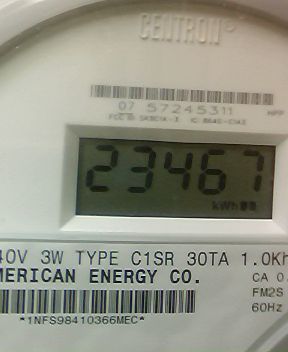 CENTRON®
07 57245311
23467
kWh
40V 3W TYPE C1SR 30TA 1.0Kh
MERICAN ENERGY CO.
CA 0.
FM2S
60Hz
*1NFS98410366MEC*